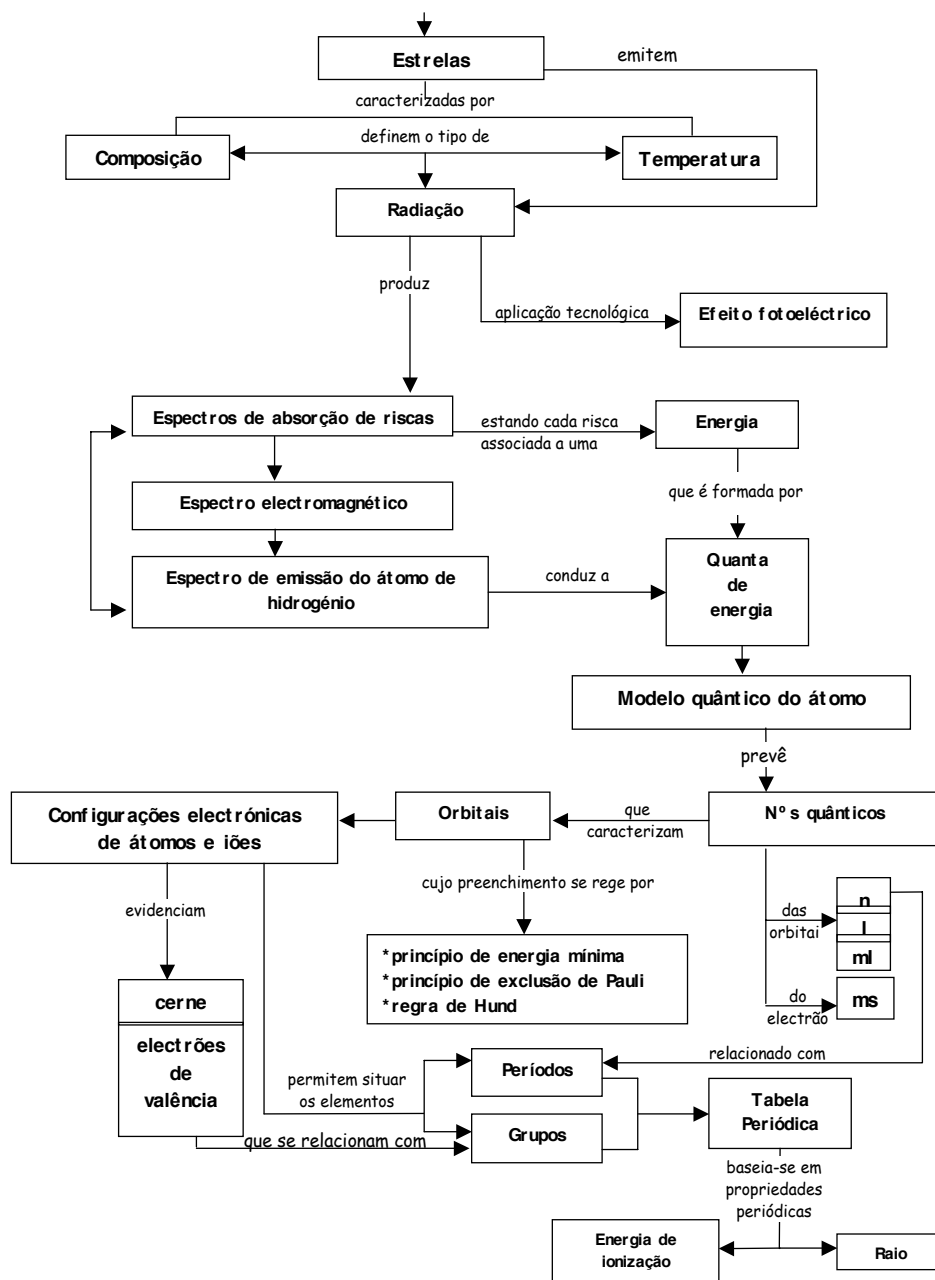 Estrelas
emitem
caracterizadas por
Composição
definem o tipo de
Temperatura
Radiação
produz
aplicação tecnológica
Efeito fotoeléctrico
Espectros de absorção de riscas
estando cada risca
associada a uma
Energia
Espectro electromagnético
que é formada por
Espectro de emissão do átomo de
hidrogénio
conduz a
Quanta
de
energia
Modelo quântico do átomo
prevê
Configurações electrónicas
de átomos e iões
Orbitais
que
caracterizam
Nº s quânticos
cujo preenchimento se rege por
evidenciam
das
orbitai
n
l
ml
*princípio de energia mínima
*princípio de exclusão de Pauli
*regra de Hund
do
electrão
ms
cerne
electrões
de
valência
relacionado com
permitem situar
os elementos
Períodos
Grupos
Tabela
Periódica
que se relacionam com
baseia-se em
propriedades
periódicas
Energia de
ionização
Raio